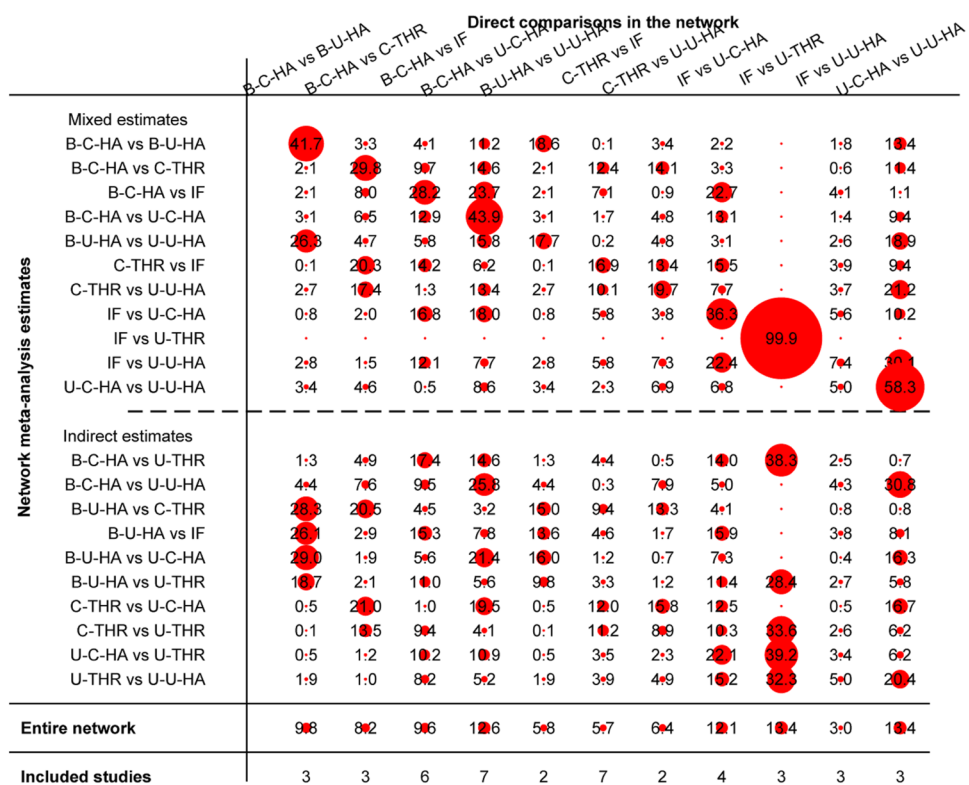 Direct comparisons in the network
B-C-HA vs B-U-HA
B-C-HA vs C-THR
B-C-HA vs IF
B-C-HA vs U-C-HA
B-U-HA vs U-U-HA
C-THR vs IF
C-THR vs U-U-HA
IF vs U-C-HA
IF vs U-THR
IF vs U-U-HA
U-C-HA vs U-U-HA
Network meta-analysis estimates
Mixed estimates
B-C-HA vs B-U-HA 41.7 3.3 4.1 11.2 18.6 0.1 3.4 2.2 1.8 13.4
B-C-HA vs C-THR 2.1 29.8 9.7 14.6 2.1 12.4 14.1 3.3 0.6 11.4
B-C-HA vs IF 2.1 8.0 28.2 23.7 2.1 7.1 0.9 22.7 4.1 1.1
B-C-HA vs U-C-HA 3.1 6.5 12.9 43.9 3.1 1.7 4.8 13.1 1.4 9.4
B-U-HA vs U-U-HA 26.3 4.7 5.8 15.8 17.7 0.2 4.8 3.1 2.6 18.9
C-THR vs IF 0.1 20.3 14.2 6.2 0.1 16.9 13.4 15.5 3.9 9.4
C-THR vs U-U-HA 2.7 17.4 1.3 13.4 2.7 10.1 19.7 7.7 3.7 21.2
IF vs U-C-HA 0.8 2.0 16.8 18.0 0.8 5.8 3.8 36.3 5.6 10.2
IF vs U-THR 99.9
IF vs U-U-HA 2.8 1.5 12.1 7.7 2.8 5.8 7.3 22.4 7.4 30.1
U-C-HA vs U-U-HA 3.4 4.6 0.5 8.6 3.4 2.3 6.9 6.8 5.0 58.3
Indirect estimates
B-C-HA vs U-THR 1.3 4.9 17.4 14.6 1.3 4.4 0.5 14.0 38.3 2.5 0.7
B-C-HA vs U-U-HA 4.4 7.6 9.5 25.8 4.4 0.3 7.9 5.0 4.3 30.8
B-U-HA vs C-THR 28.3 20.5 4.5 3.2 15.0 9.4 13.3 4.1 0.8 0.8
B-U-HA vs IF 26.1 2.9 15.3 7.8 13.6 4.6 1.7 15.9 3.8 8.1
B-U-HA vs U-C-HA 29.0 1.9 5.6 21.4 16.0 1.2 0.7 7.3 0.4 16.3
B-U-HA vs U-THR 18.7 2.1 11.0 5.6 9.8 3.3 1.2 11.4 28.4 2.7 5.8
C-THR vs U-C-HA 0.5 21.0 1.0 19.5 0.5 12.0 15.8 12.5 0.5 16.7
C-THR vs U-THR 0.1 13.5 9.4 4.1 0.1 11.2 8.9 10.3 33.6 2.6 6.2
U-C-HA vs U-THR 0.5 1.2 10.2 10.9 0.5 3.5 2.3 22.1 39.2 3.4 6.2
U-THR vs U-U-HA 1.9 1.0 8.2 5.2 1.9 3.9 4.9 15.2 32.3 5.0 20.4
Entire network 9.8 8.2 9.6 12.6 5.8 5.7 6.4 12.1 13.4 3.0 13.4
Included studies 3 3 6 7 2 7 2 4 3 3 3